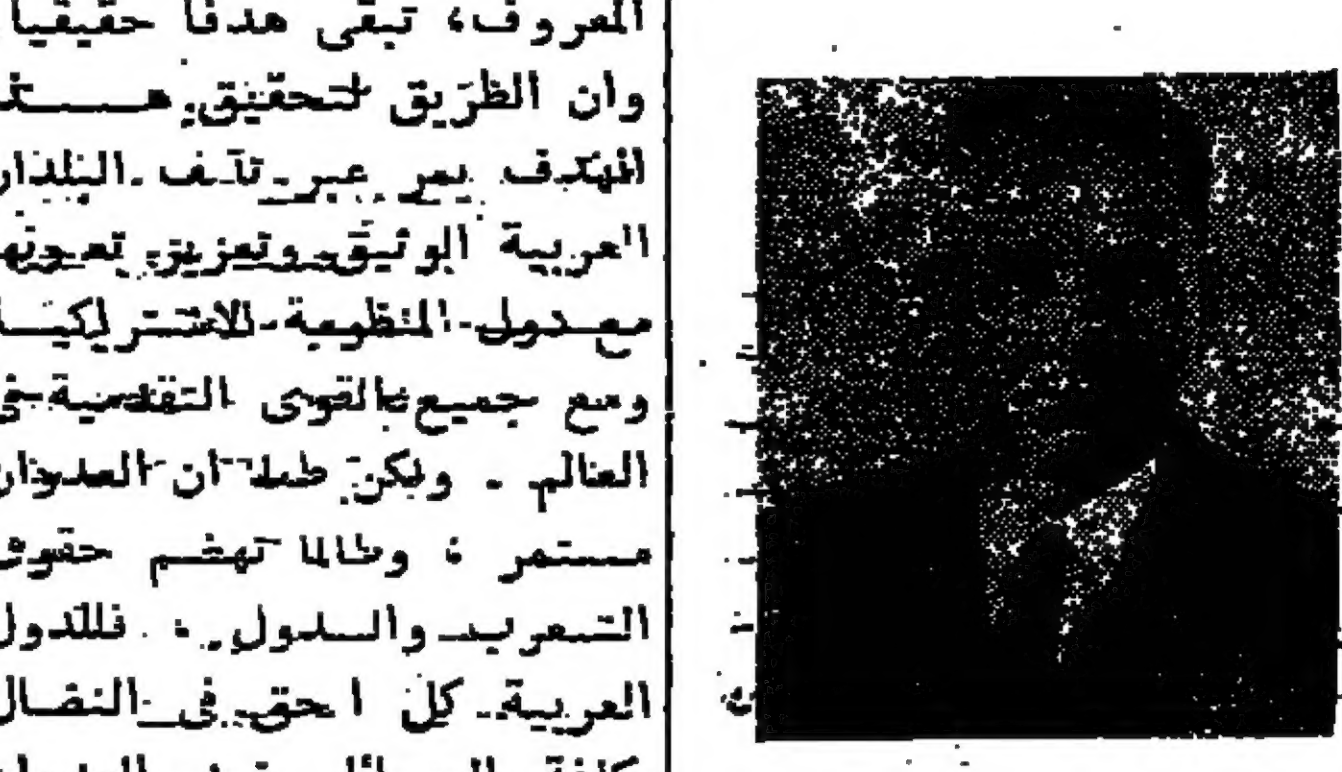 المعروف، تبقى هدفا حقيقيا
وان الطريق لتحقيق هـــذ
الهدف يمر عبر تآلف البلدان
العربية الوثيق وتعزيز تعاونها
مع دول المنظومة الاشتراكية
ومع جميع القوى التقدمية في
العالم . ولكن طالما ان العدوان
مستمر ، وطالما تهضم حقوق
الشعوب والدول ، فللدول
العربية كل الحق في النضال